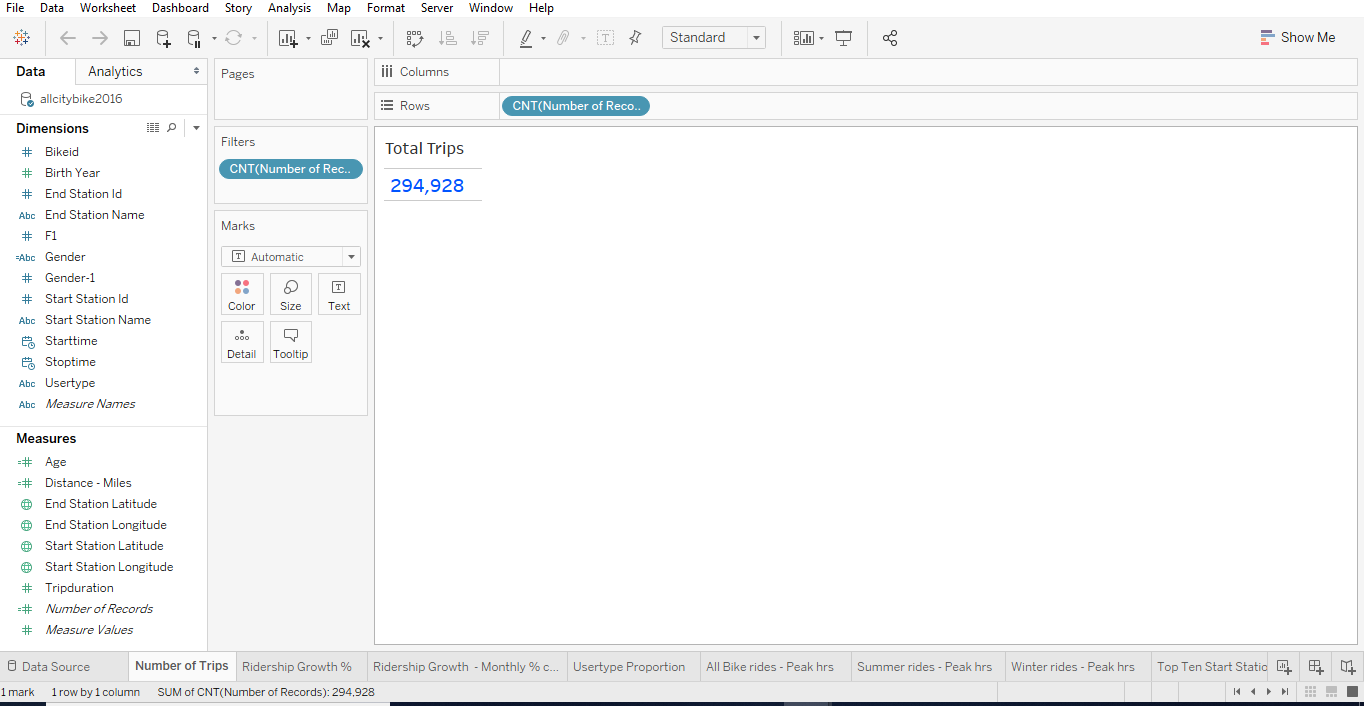 File Data Worksheet Dashboard Story Analysis Map Format Server Window Help
Standard
Show Me
Data Analytics
allcitybike2016
Dimensions
# Bikeid
# Birth Year
# End Station Id
Abc End Station Name
# F1
=Abc Gender
# Gender-1
# Start Station Id
Abc Start Station Name
Starttime
Stoptime
Abc Usertype
Abc Measure Names
Measures
=# Age
=# Distance - Miles
End Station Latitude
End Station Longitude
Start Station Latitude
Start Station Longitude
# Tripduration
=# Number of Records
# Measure Values
Pages
Filters
CNT(Number of Rec..
Marks
T Automatic
Color Size Text
Detail Tooltip
Columns
Rows CNT(Number of Reco..
Total Trips
294,928
Data Source Number of Trips Ridership Growth % Ridership Growth - Monthly % c... Usertype Proportion All Bike rides - Peak hrs Summer rides - Peak hrs Winter rides - Peak hrs Top Ten Start Statio
1 mark 1 row by 1 column SUM of CNT(Number of Records): 294,928